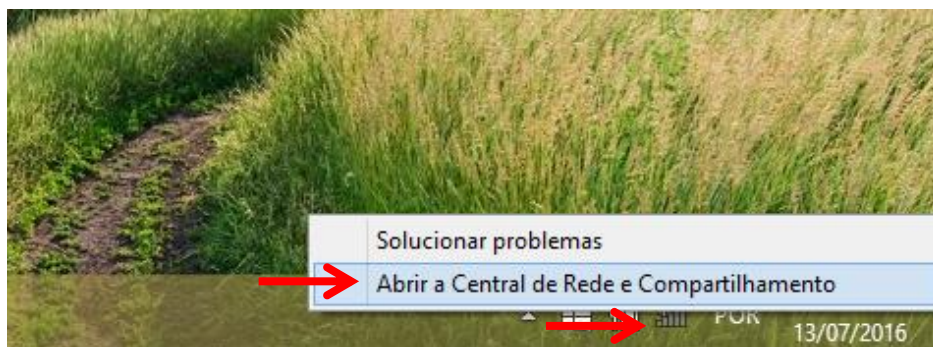 Solucionar problemas
Abrir a Central de Rede e Compartilhamento
POR
13/07/2016